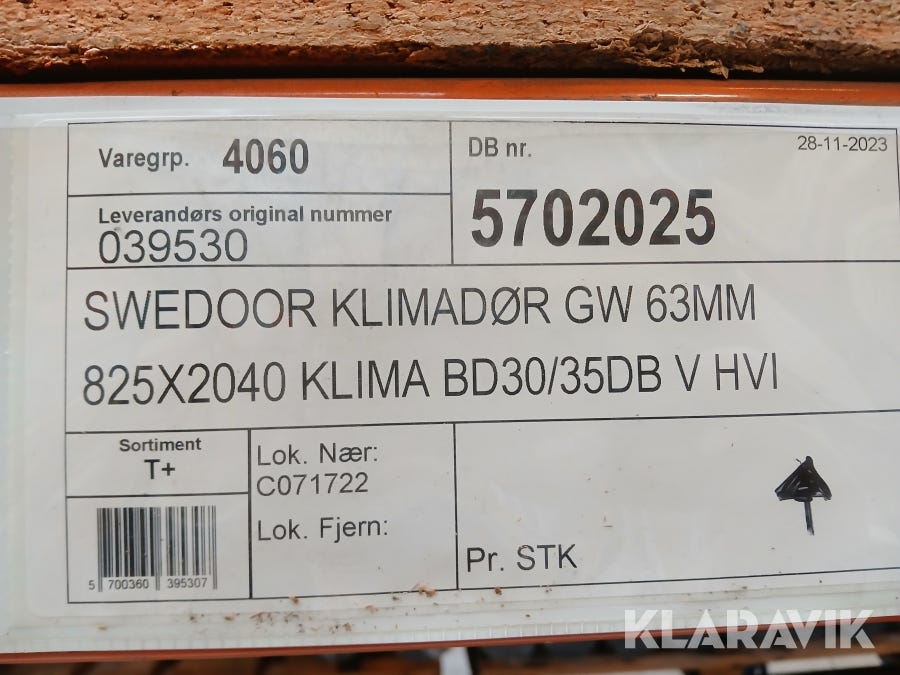 Varegrp. 4060
DB nr.
28-11-2023
Leverandørs original nummer
039530
5702025
SWEDOOR KLIMADØR GW 63MM
825X2040 KLIMA BD30/35DB V HVI
Sortiment
T+
Lok. Nær:
C071722
Lok. Fjern:
Pr. STK
5 700360 395307
KLARAVIK